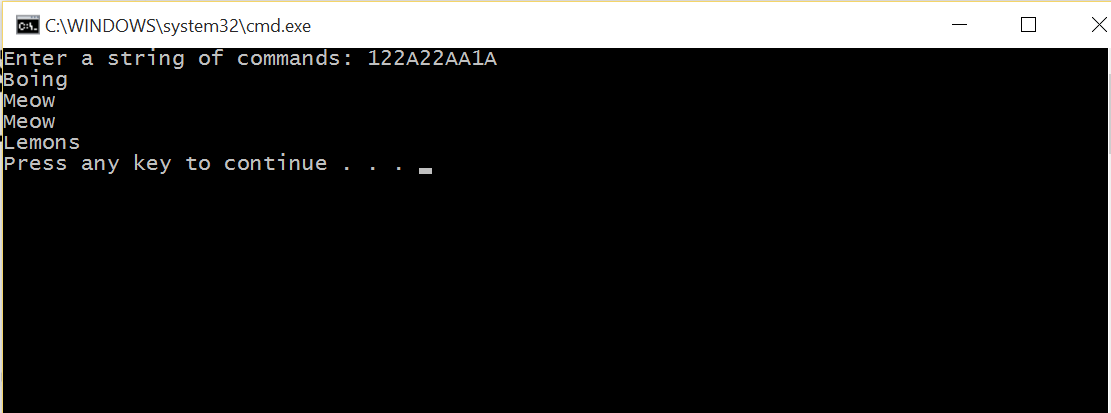 C:\WINDOWS\system32\cmd.exe
Enter a string of commands: 122A22AA1A
Boing
Meow
Meow
Lemons
Press any key to continue . . .